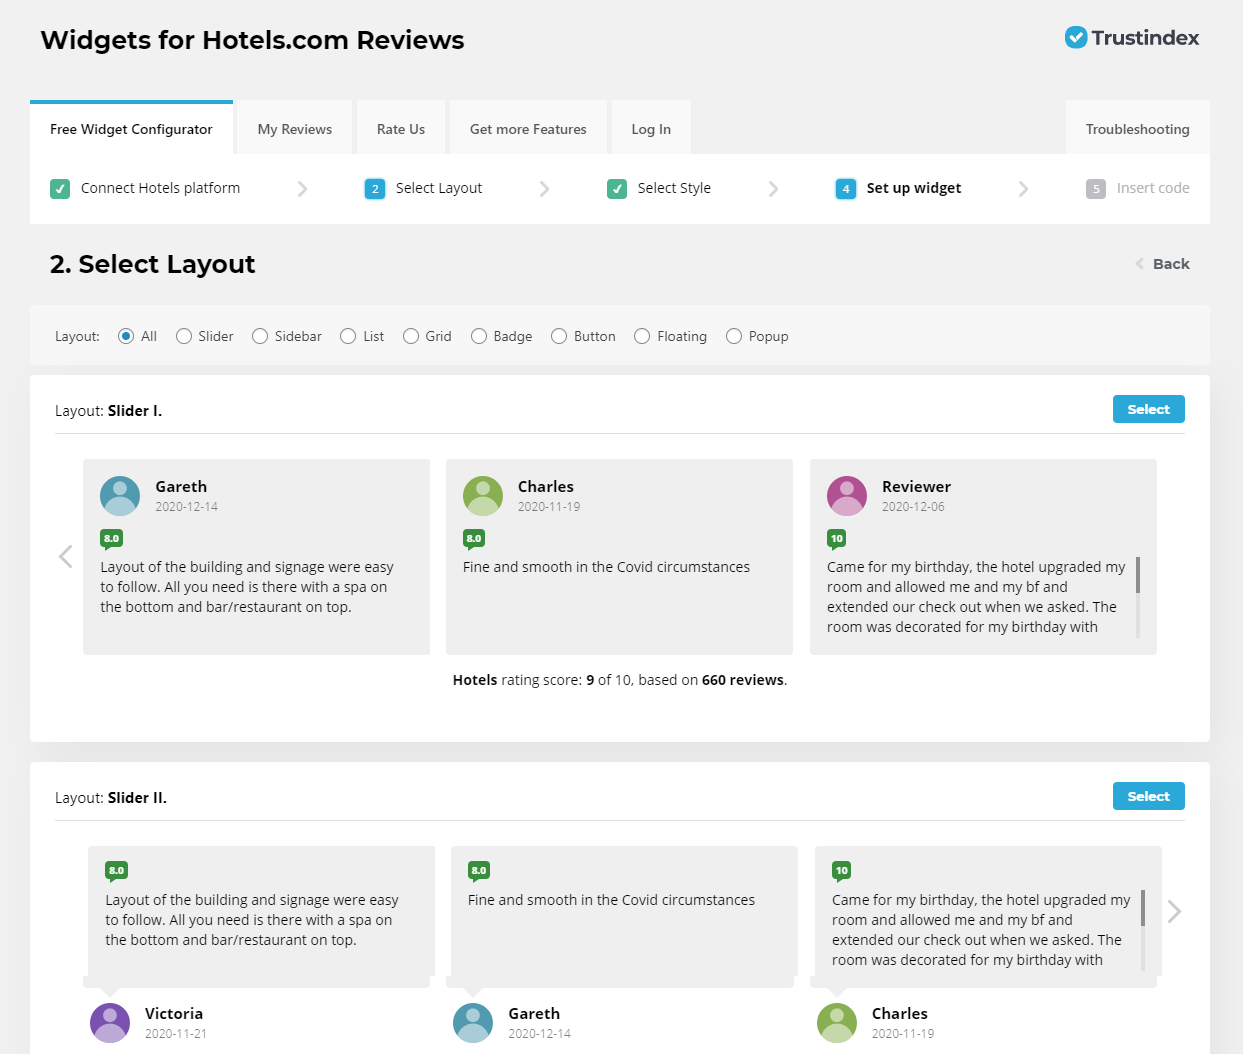 Widgets for Hotels.com Reviews
Trustindex
Free Widget Configurator
My Reviews
Rate Us
Get more Features
Log In
Troubleshooting
Connect Hotels platform
2 Select Layout
Select Style
4 Set up widget
5 Insert code
2. Select Layout
Back
Layout: All Slider Sidebar List Grid Badge Button Floating Popup
Layout: Slider I.
Select
Gareth
2020-12-14
8.0
Layout of the building and signage were easy
to follow. All you need is there with a spa on
the bottom and bar/restaurant on top.
Charles
2020-11-19
8.0
Fine and smooth in the Covid circumstances
Reviewer
2020-12-06
10
Came for my birthday, the hotel upgraded my
room and allowed me and my bf and
extended our check out when we asked. The
room was decorated for my birthday with
Hotels rating score: 9 of 10, based on 660 reviews.
Layout: Slider II.
Select
8.0
Layout of the building and signage were easy
to follow. All you need is there with a spa on
the bottom and bar/restaurant on top.
Victoria
2020-11-21
8.0
Fine and smooth in the Covid circumstances
Gareth
2020-12-14
10
Came for my birthday, the hotel upgraded my
room and allowed me and my bf and
extended our check out when we asked. The
room was decorated for my birthday with
Charles
2020-11-19